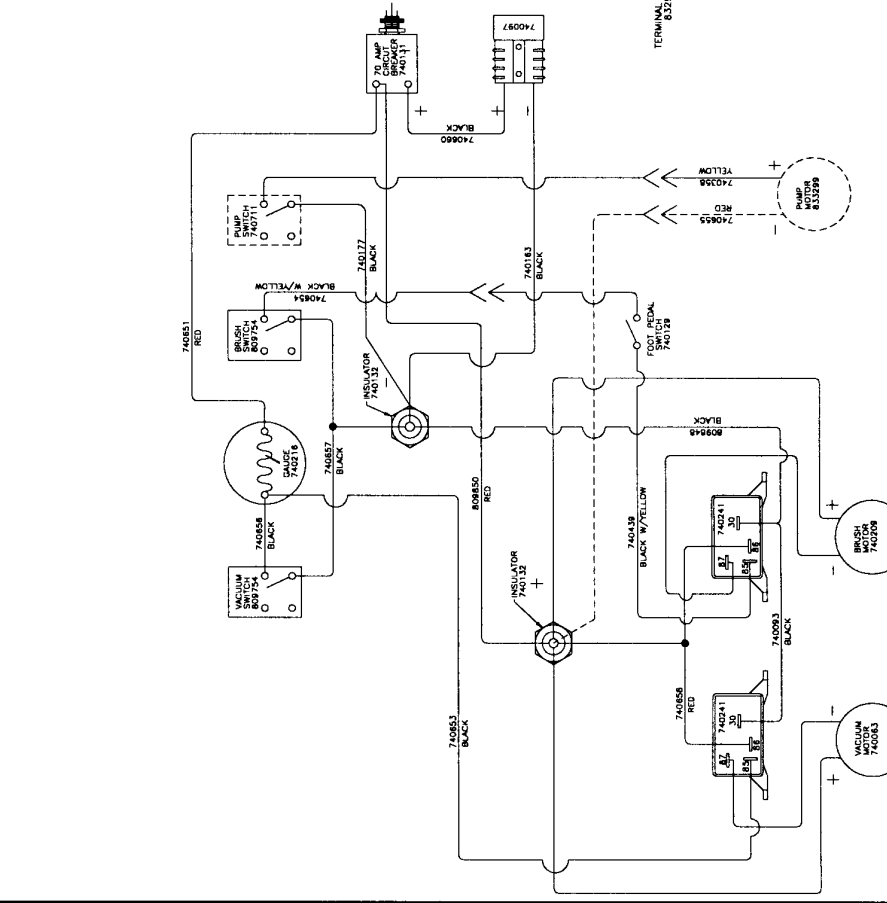 TERMINAL
70 AMP
CIRCUT
BREAKER
740131
740097
+
+
-
BLACK
740660
YELLOW
740358
RED
740655
+
-
PUMP
MOTOR
833299
PUMP
SWITCH
740711
740177
BLACK
740163
BLACK
BLACK W/YELLOW
740654
740651
RED
BRUSH
SWITCH
809754
FOOT PEDAL
SWITCH
740129
INSULATOR
740132
-
GAUGE
740216
740657
BLACK
BLACK
809848
809850
RED
740656
BLACK
740439
BLACK W/YELLOW
740241
30
87
86
85
+
-
BRUSH
MOTOR
740209
VACUUM
SWITCH
809754
INSULATOR
740132
+
740093
BLACK
740653
BLACK
740658
RED
740241
30
87
86
85
-
+
VACUUM
MOTOR
740063